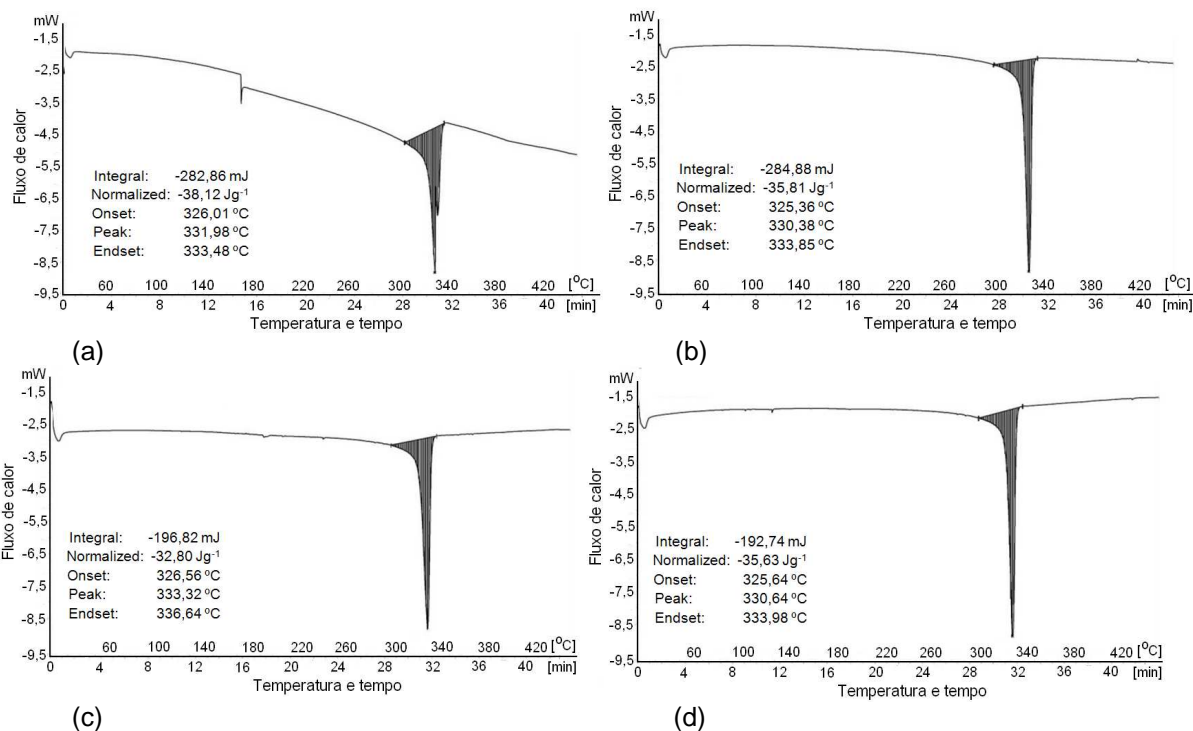 mW
-1,5
-2,5
-3,5
-4,5
-5,5
-6,5
-7,5
-8,5
-9,5
Fluxo de calor
Integral: -282,86 mJ
Normalized: -38,12 Jg⁻¹
Onset: 326,01 ºC
Peak: 331,98 ºC
Endset: 333,48 ºC
60 100 140 180 220 260 300 340 380 420 [ºC]
0 4 8 12 16 20 24 28 32 36 40 [min]
Temperatura e tempo
(a)
mW
-1,5
-2,5
-3,5
-4,5
-5,5
-6,5
-7,5
-8,5
-9,5
Fluxo de calor
Integral: -284,88 mJ
Normalized: -35,81 Jg⁻¹
Onset: 325,36 ºC
Peak: 330,38 ºC
Endset: 333,85 ºC
60 100 140 180 220 260 300 340 380 420 [ºC]
0 4 8 12 16 20 24 28 32 36 40 [min]
Temperatura e tempo
(b)
mW
-1,5
-2,5
-3,5
-4,5
-5,5
-6,5
-7,5
-8,5
-9,5
Fluxo de calor
Integral: -196,82 mJ
Normalized: -32,80 Jg⁻¹
Onset: 326,56 ºC
Peak: 333,32 ºC
Endset: 336,64 ºC
60 100 140 180 220 260 300 340 380 420 [ºC]
0 4 8 12 16 20 24 28 32 36 40 [min]
Temperatura e tempo
(c)
mW
-1,5
-2,5
-3,5
-4,5
-5,5
-6,5
-7,5
-8,5
-9,5
Fluxo de calor
Integral: -192,74 mJ
Normalized: -35,63 Jg⁻¹
Onset: 325,64 ºC
Peak: 330,64 ºC
Endset: 333,98 ºC
60 100 140 180 220 260 300 340 380 420 [ºC]
0 4 8 12 16 20 24 28 32 36 40 [min]
Temperatura e tempo
(d)